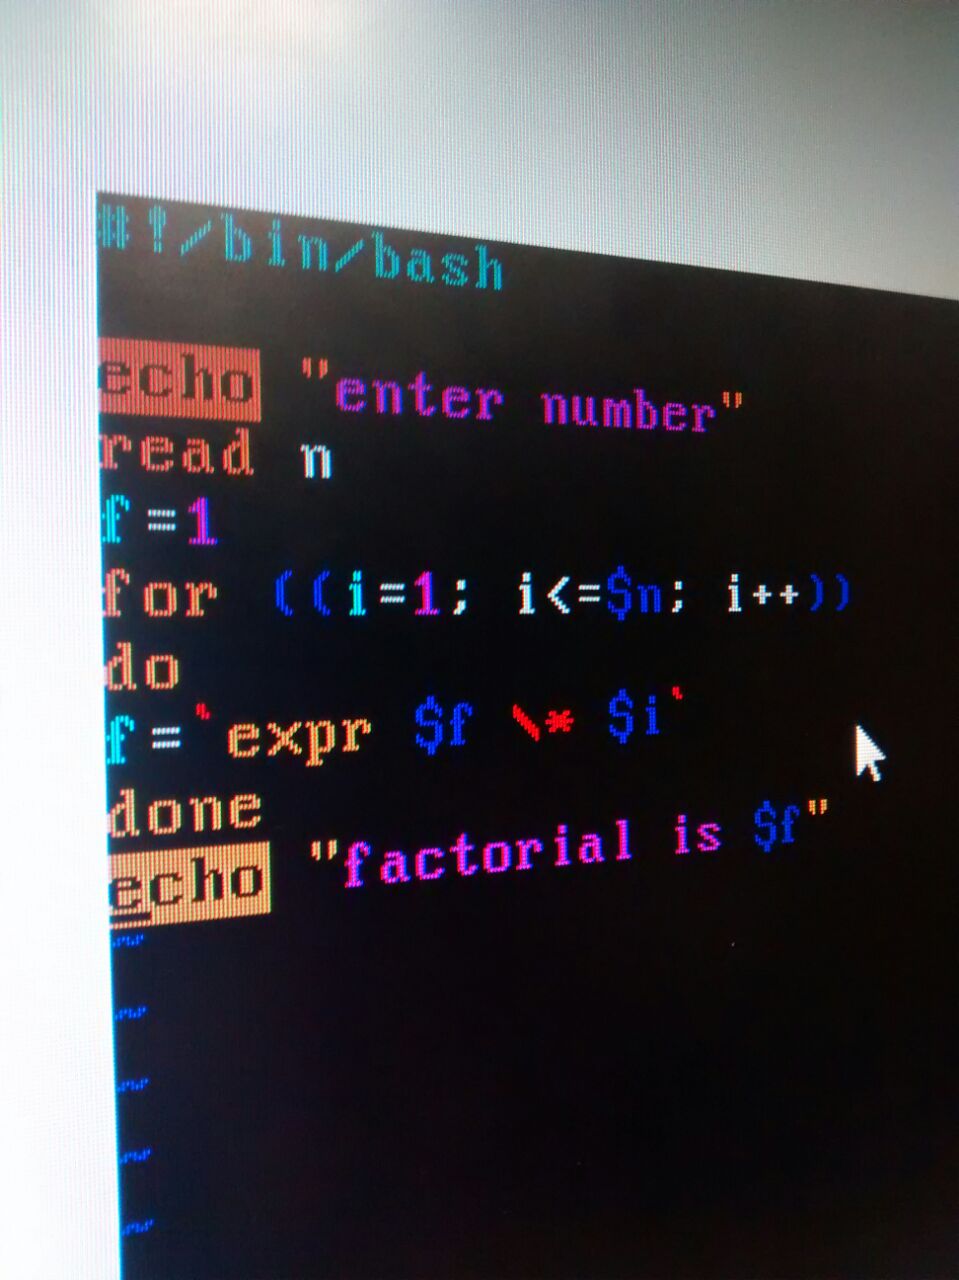 #!/bin/bash
echo "enter number"
read n
f=1
for ((i=1; i<=$n; i++))
do
f=`expr $f \* $i`
done
echo "factorial is $f"
~
~
~
~
~